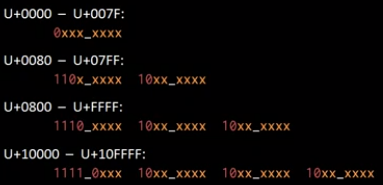 U+0000 – U+007F:
0xxx_xxxx
U+0080 – U+07FF:
110x_xxxx 10xx_xxxx
U+0800 – U+FFFF:
1110_xxxx 10xx_xxxx 10xx_xxxx
U+10000 – U+10FFFF:
1111_0xxx 10xx_xxxx 10xx_xxxx 10xx_xxxx